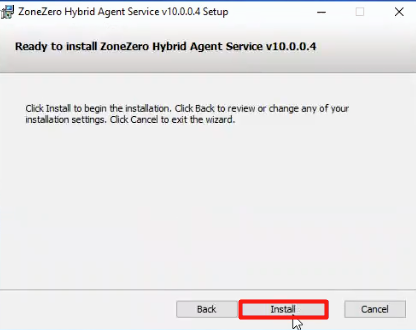 ZoneZero Hybrid Agent Service v10.0.0.4 Setup
Ready to install ZoneZero Hybrid Agent Service v10.0.0.4
Click Install to begin the installation. Click Back to review or change any of your
installation settings. Click Cancel to exit the wizard.
Back Install Cancel